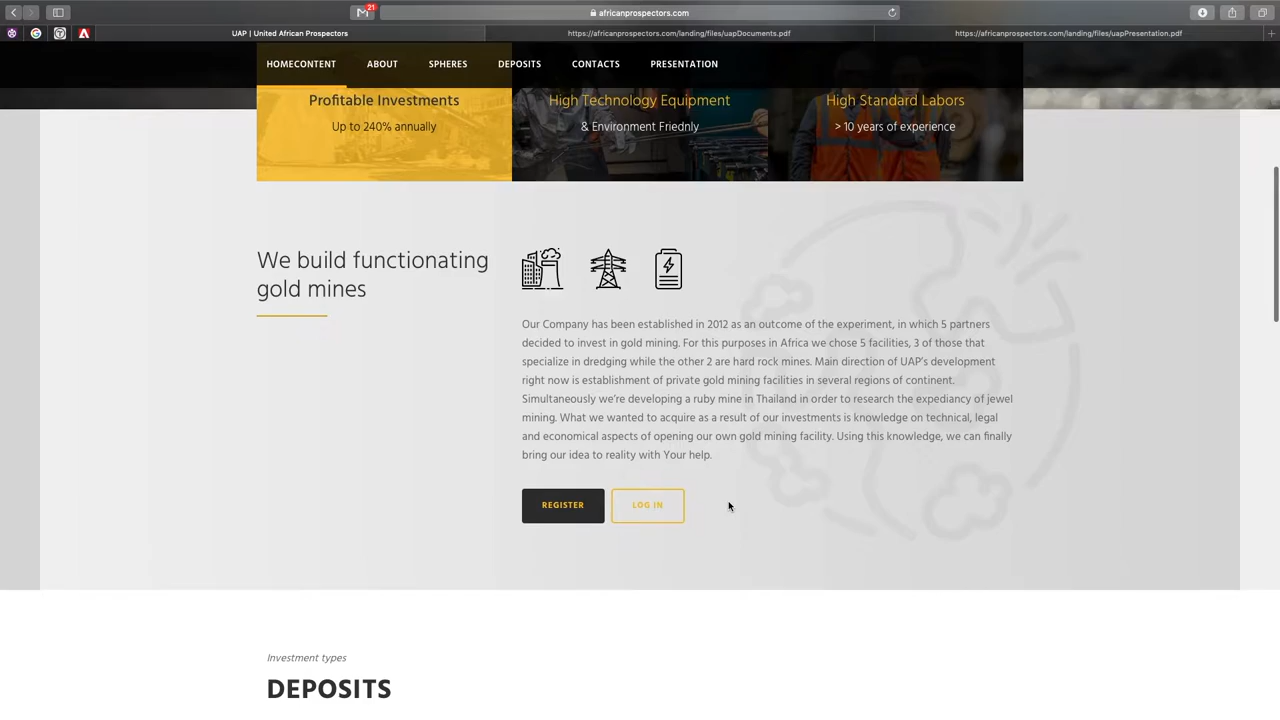 21
africanprospectors.com
UAP | United African Prospectors
https://africanprospectors.com/landing/files/uapDocuments.pdf
https://africanprospectors.com/landing/files/uapPresentation.pdf
HOMECONTENT
ABOUT
SPHERES
DEPOSITS
CONTACTS
PRESENTATION
Profitable Investments
Up to 240% annually
High Technology Equipment
& Environment Friednly
High Standard Labors
> 10 years of experience
We build functionating
gold mines
Our Company has been established in 2012 as an outcome of the experiment, in which 5 partners
decided to invest in gold mining. For this purposes in Africa we chose 5 facilities, 3 of those that
specialize in dredging while the other 2 are hard rock mines. Main direction of UAP's development
right now is establishment of private gold mining facilities in several regions of continent.
Simultaneously we're developing a ruby mine in Thailand in order to research the expediancy of jewel
mining. What we wanted to acquire as a result of our investments is knowledge on technical, legal
and economical aspects of opening our own gold mining facility. Using this knowledge, we can finally
bring our idea to reality with Your help.
REGISTER
LOG IN
Investment types
DEPOSITS